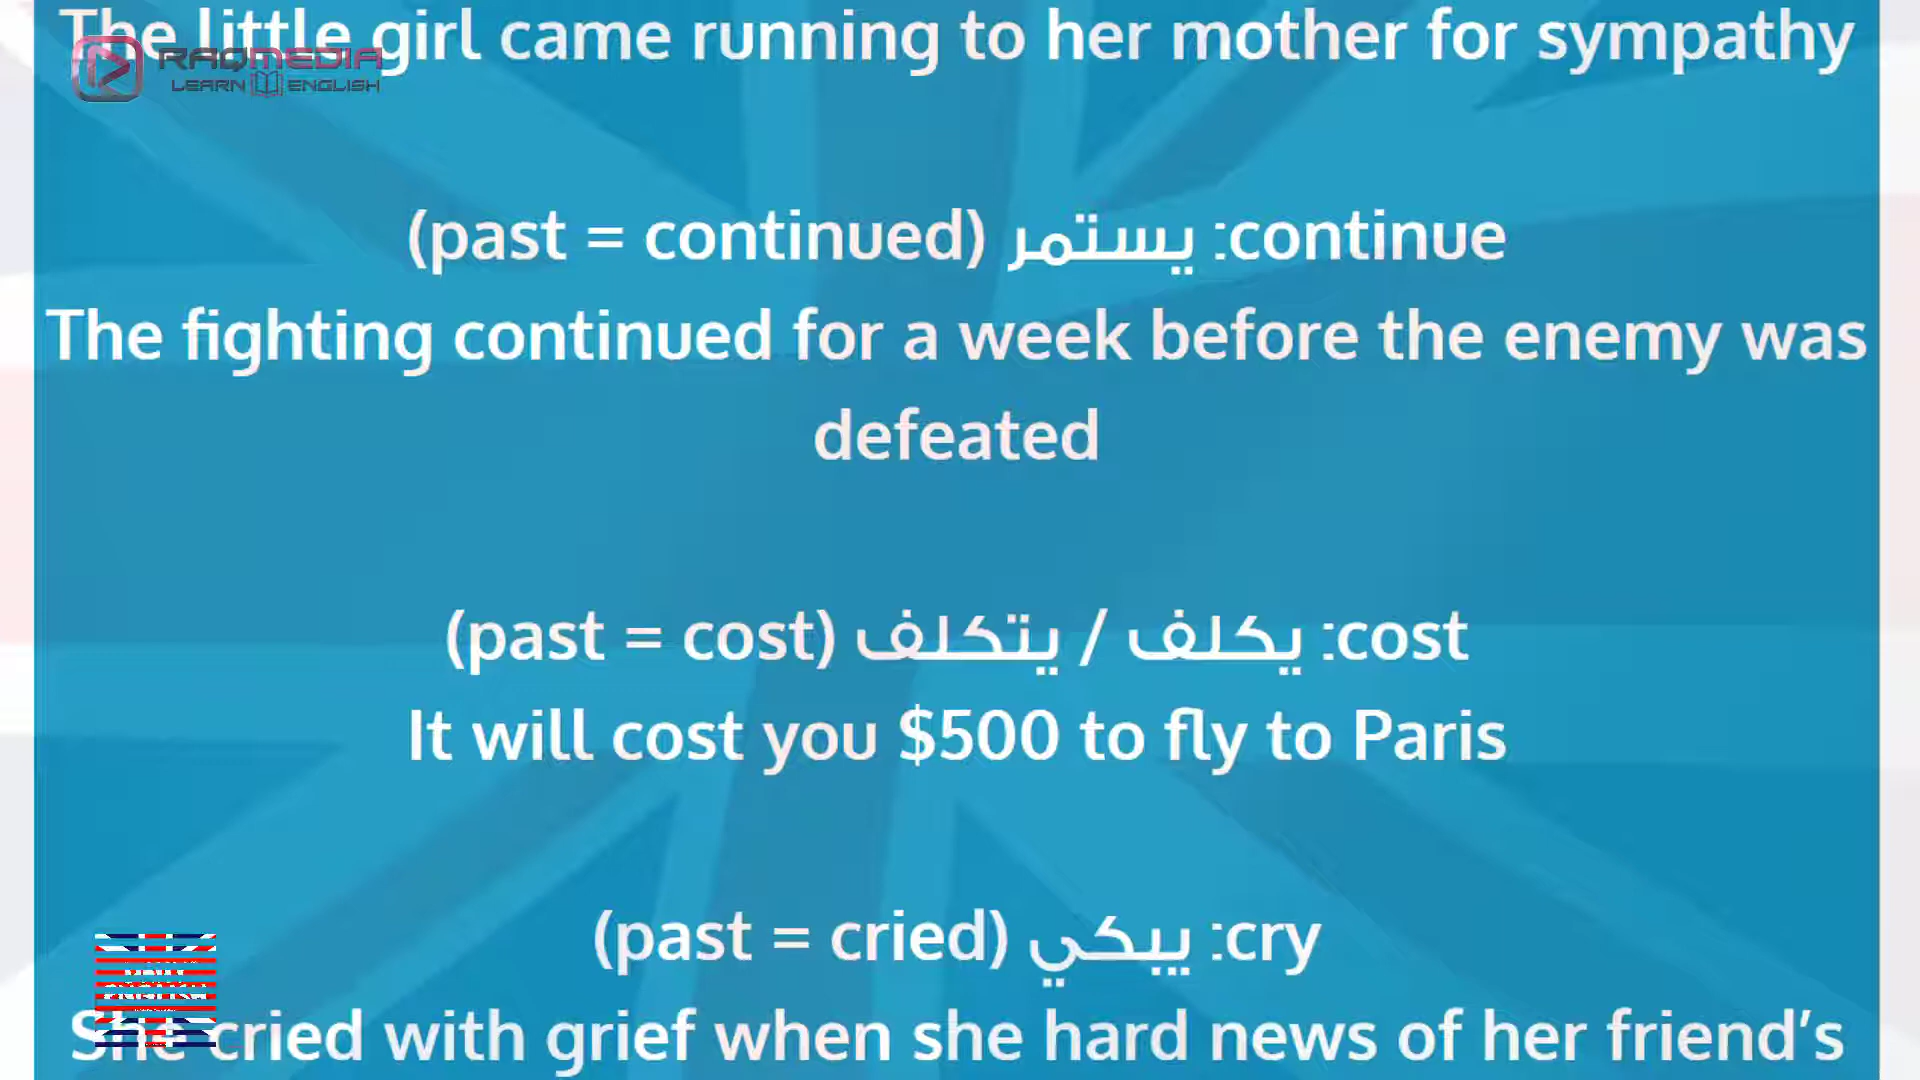 The little girl came running to her mother for sympathy
RAQMEDIA
LEARN ENGLISH
continue: يستمر (past = continued)
The fighting continued for a week before the enemy was
defeated
cost: يكلف / يتكلف (past = cost)
It will cost you $500 to fly to Paris
cry: يبكي (past = cried)
She cried with grief when she hard news of her friend’s